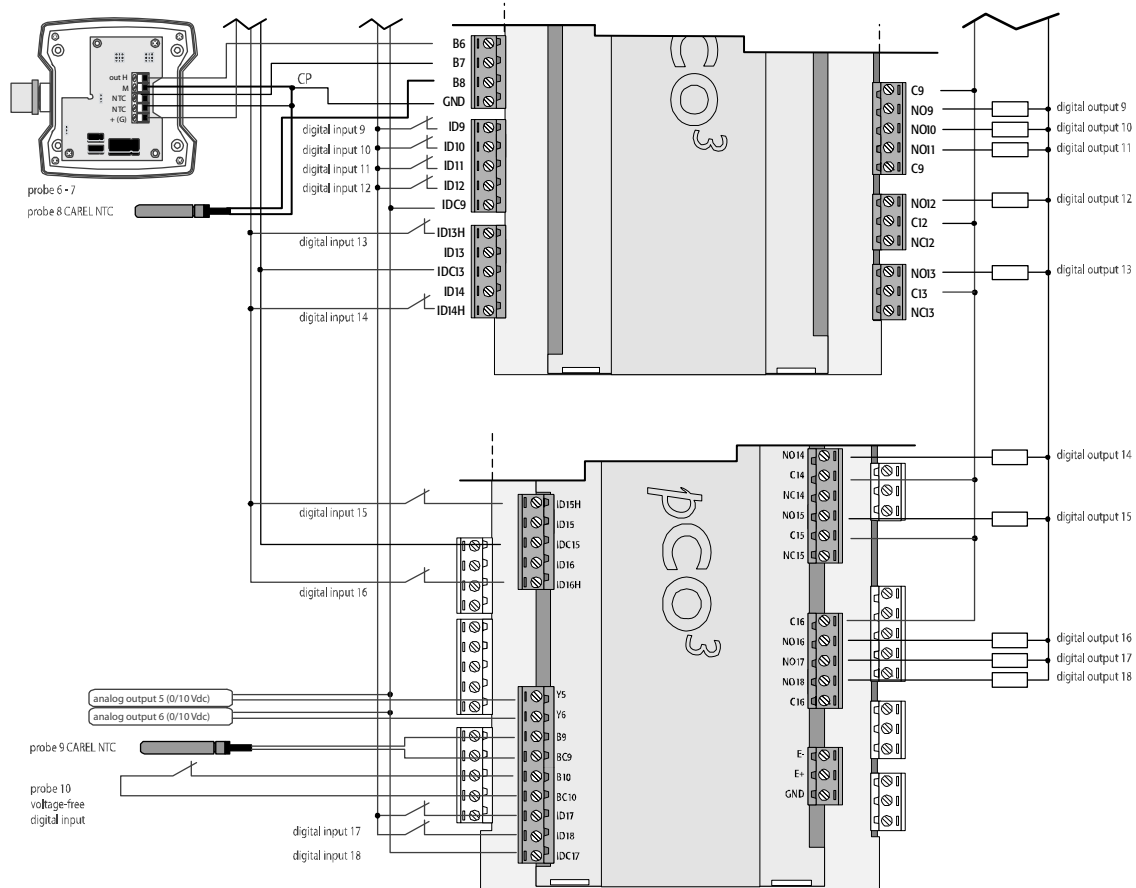 out H
M
NTC
NTC
+ (G)
probe 6 - 7
probe 8 CAREL NTC
CP
B6
B7
B8
GND
digital input 9
digital input 10
digital input 11
digital input 12
ID9
ID10
ID11
ID12
IDC9
digital input 13
digital input 14
ID13H
ID13
IDC13
ID14
ID14H
pCO3
C9
NO9
NO10
NO11
C9
NO12
C12
NC12
NO13
C13
NC13
digital output 9
digital output 10
digital output 11
digital output 12
digital output 13
digital input 15
digital input 16
ID15H
ID15
IDC15
ID16
ID16H
analog output 5 (0/10 Vdc)
analog output 6 (0/10 Vdc)
probe 9 CAREL NTC
probe 10
voltage-free
digital input
digital input 17
digital input 18
Y5
Y6
B9
BC9
B10
BC10
ID17
ID18
IDC17
pCO3
NO14
C14
NC14
NO15
C15
NC15
C16
NO16
NO17
NO18
C16
E-
E+
GND
digital output 14
digital output 15
digital output 16
digital output 17
digital output 18